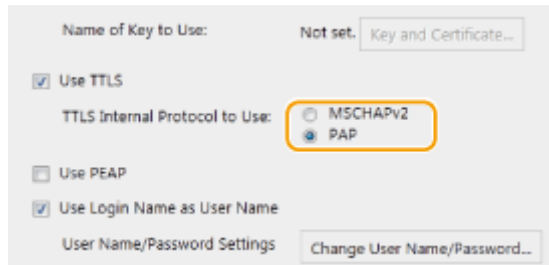 Name of Key to Use: Not set. Key and Certificate...
Use TTLS
TTLS Internal Protocol to Use: MSCHAPv2
PAP
Use PEAP
Use Login Name as User Name
User Name/Password Settings Change User Name/Password...